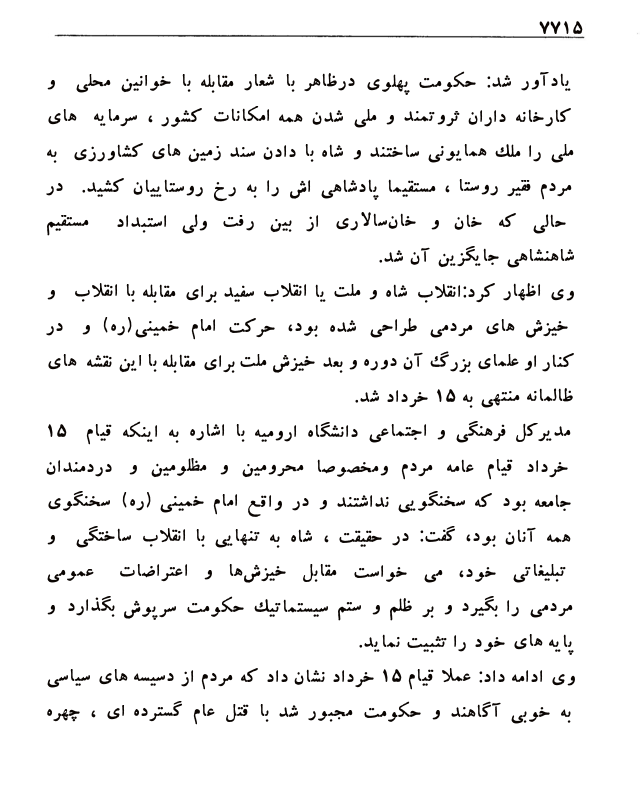 ۷۷۱۵
یادآور شد: حکومت پهلوی درظاهر با شعار مقابله با خوانین محلی و
کارخانه داران ثروتمند و ملی شدن همه امکانات کشور ، سرمایه های
ملی را ملك همایونی ساختند و شاه با دادن سند زمین های کشاورزی به
مردم فقیر روستا ، مستقیما پادشاهی اش را به رخ روستاییان کشید. در
حالی که خان و خان‌سالاری از بین رفت ولی استبداد مستقیم
شاهنشاهی جایگزین آن شد.
وی اظهار کرد:انقلاب شاه و ملت یا انقلاب سفید برای مقابله با انقلاب و
خیزش های مردمی طراحی شده بود، حرکت امام خمینی(ره) و در
کنار او علمای بزرگ آن دوره و بعد خیزش ملت برای مقابله با این نقشه های
ظالمانه منتهی به ۱۵ خرداد شد.
مدیرکل فرهنگی و اجتماعی دانشگاه ارومیه با اشاره به اینکه قیام ۱۵
خرداد قیام عامه مردم ومخصوصا محرومین و مظلومین و دردمندان
جامعه بود که سخنگویی نداشتند و در واقع امام خمینی (ره) سخنگوی
همه آنان بود، گفت: در حقیقت ، شاه به تنهایی با انقلاب ساختگی و
تبلیغاتی خود، می خواست مقابل خیزش‌ها و اعتراضات عمومی
مردمی را بگیرد و بر ظلم و ستم سیستماتیك حکومت سرپوش بگذارد و
پایه های خود را تثبیت نماید.
وی ادامه داد: عملا قیام ۱۵ خرداد نشان داد که مردم از دسیسه های سیاسی
به خوبی آگاهند و حکومت مجبور شد با قتل عام گسترده ای ، چهره